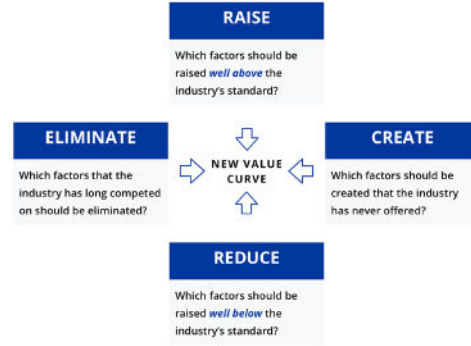 RAISE
Which factors should be
raised well above the
industry's standard?
ELIMINATE
Which factors that the
industry has long competed
on should be eliminated?
NEW VALUE
CURVE
CREATE
Which factors should be
created that the industry
has never offered?
REDUCE
Which factors should be
raised well below the
industry's standard?